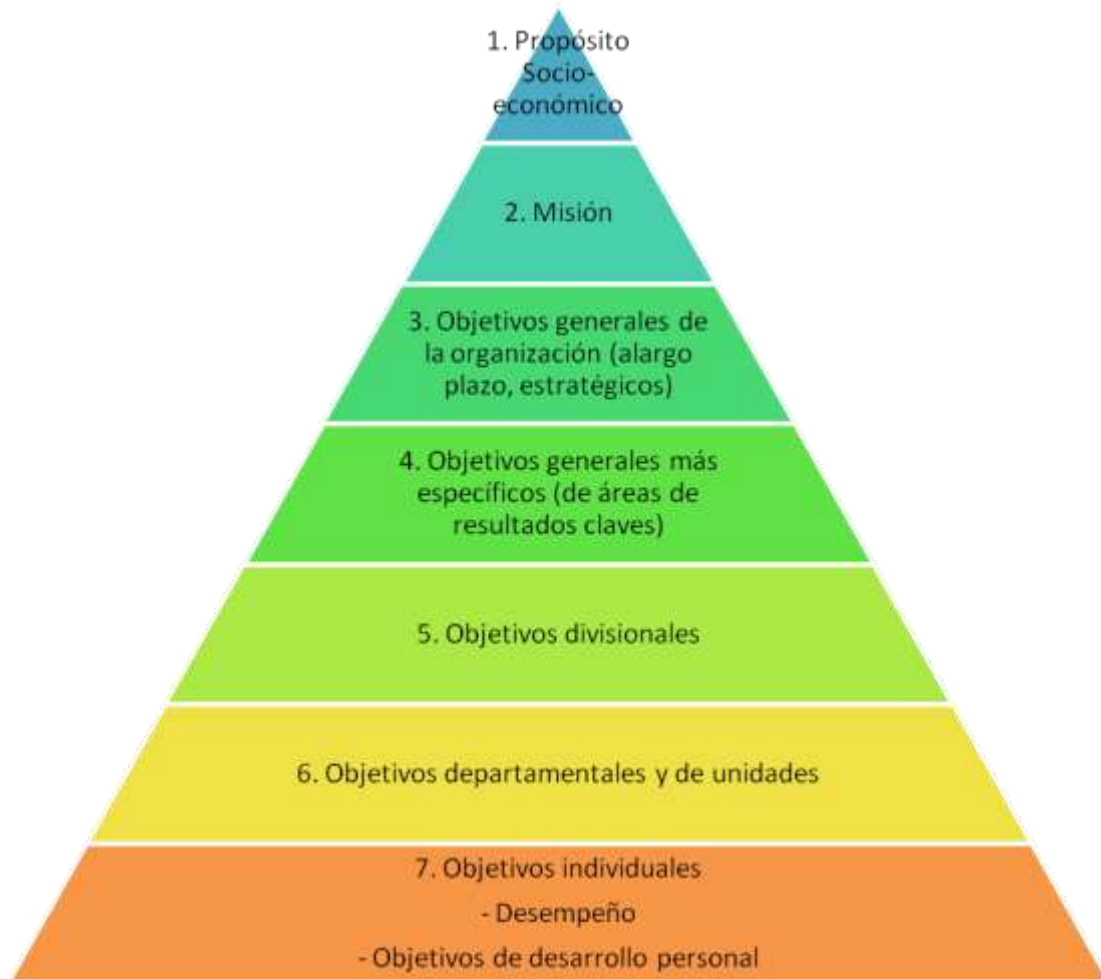 1. Propósito
Socio-
económico
2. Misión
3. Objetivos generales de
la organización (alargo
plazo, estratégicos)
4. Objetivos generales más
específicos (de áreas de
resultados claves)
5. Objetivos divisionales
6. Objetivos departamentales y de unidades
7. Objetivos individuales
- Desempeño
- Objetivos de desarrollo personal